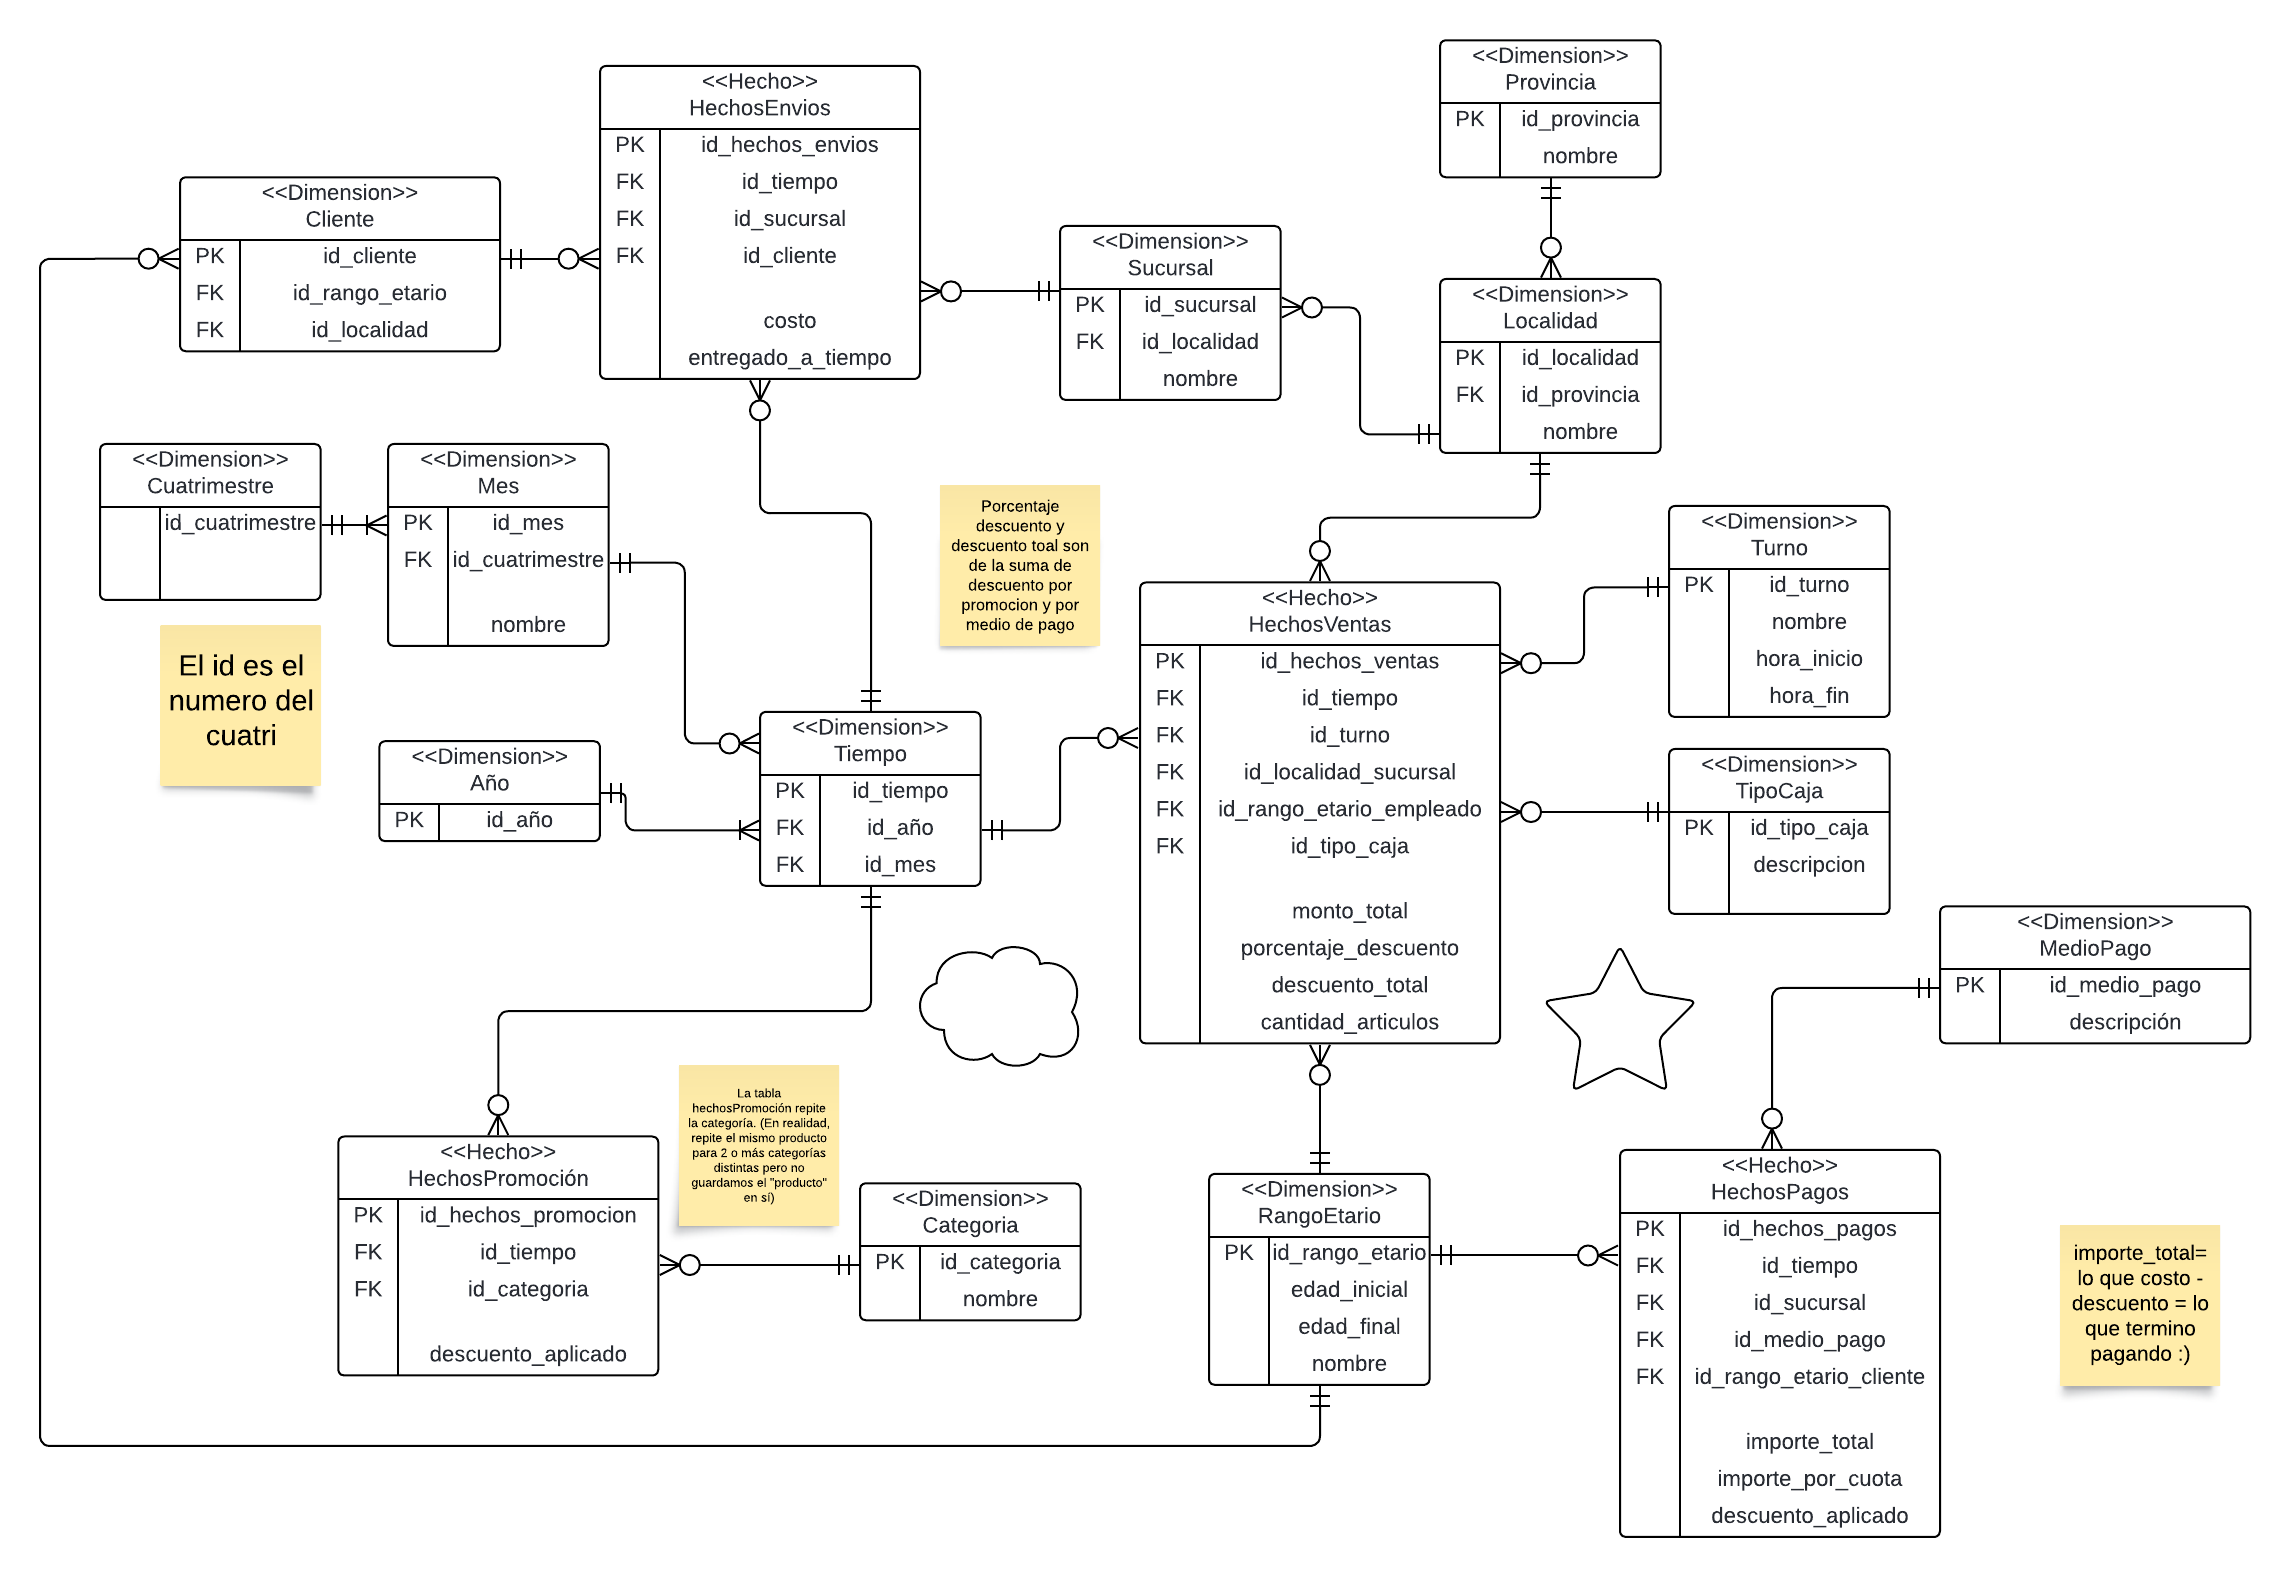 <<Hecho>>
HechosEnvios
PK id_hechos_envios
FK id_tiempo
FK id_sucursal
FK id_cliente
costo
entregado_a_tiempo
<<Dimension>>
Provincia
PK id_provincia
nombre
<<Dimension>>
Cliente
PK id_cliente
FK id_rango_etario
FK id_localidad
<<Dimension>>
Sucursal
PK id_sucursal
FK id_localidad
nombre
<<Dimension>>
Localidad
PK id_localidad
FK id_provincia
nombre
<<Dimension>>
Cuatrimestre
id_cuatrimestre
<<Dimension>>
Mes
PK id_mes
FK id_cuatrimestre
nombre
El id es el
numero del
cuatri
Porcentaje
descuento y
descuento toal son
de la suma de
descuento por
promocion y por
medio de pago
<<Dimension>>
Turno
PK id_turno
nombre
hora_inicio
hora_fin
<<Hecho>>
HechosVentas
PK id_hechos_ventas
FK id_tiempo
FK id_turno
FK id_localidad_sucursal
FK id_rango_etario_empleado
FK id_tipo_caja
monto_total
porcentaje_descuento
descuento_total
cantidad_articulos
<<Dimension>>
Año
PK id_año
<<Dimension>>
Tiempo
PK id_tiempo
FK id_año
FK id_mes
<<Dimension>>
TipoCaja
PK id_tipo_caja
descripcion
<<Dimension>>
MedioPago
PK id_medio_pago
descripción
La tabla
hechosPromoción repite
la categoría. (En realidad,
repite el mismo producto
para 2 o más categorías
distintas pero no
guardamos el "producto"
en sí)
<<Hecho>>
HechosPromoción
PK id_hechos_promocion
FK id_tiempo
FK id_categoria
descuento_aplicado
<<Dimension>>
Categoria
PK id_categoria
nombre
<<Dimension>>
RangoEtario
PK id_rango_etario
edad_inicial
edad_final
nombre
<<Hecho>>
HechosPagos
PK id_hechos_pagos
FK id_tiempo
FK id_sucursal
FK id_medio_pago
FK id_rango_etario_cliente
importe_total
importe_por_cuota
descuento_aplicado
importe_total=
lo que costo -
descuento = lo
que termino
pagando :)